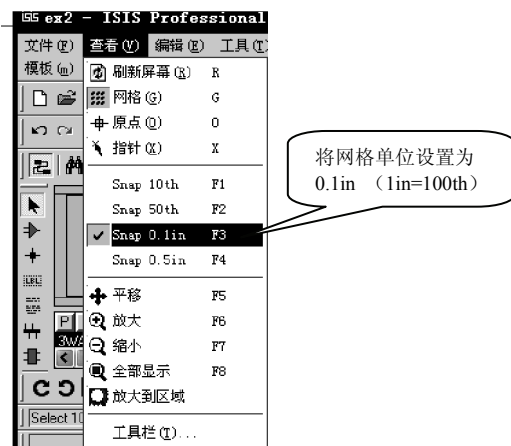 ISIS ex2 - ISIS Professional
文件(F) 查看(V) 编辑(E) 工具(T)
模板(m)
刷新屏幕(R) R
网格(G) G
原点(O) O
指针(X) X
Snap 10th F1
Snap 50th F2
Snap 0.1in F3
Snap 0.5in F4
平移 F5
放大 F6
缩小 F7
全部显示 F8
放大到区域
工具栏(T)...
LBL
P
3WA
Select 10
将网格单位设置为
0.1in （1in=100th）